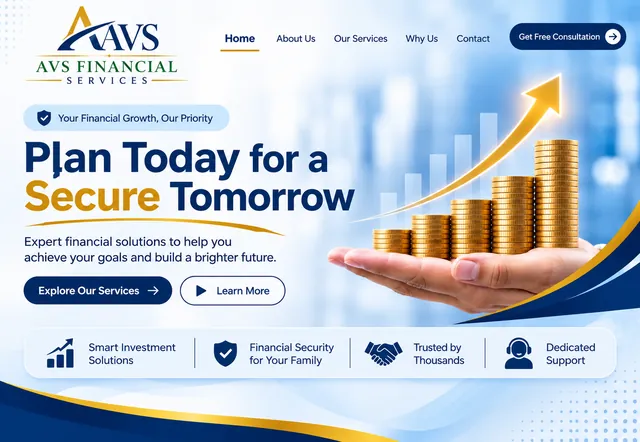 AAVS
AVS FINANCIAL
SERVICES
Home
About Us
Our Services
Why Us
Contact
Get Free Consultation
Your Financial Growth, Our Priority
Plan Today for a
Secure Tomorrow
Expert financial solutions to help you
achieve your goals and build a brighter future.
Explore Our Services
Learn More
Smart Investment
Solutions
Financial Security
for Your Family
Trusted by
Thousands
Dedicated
Support